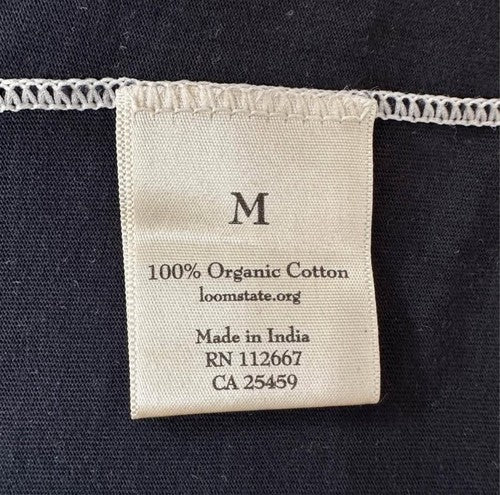 M
100% Organic Cotton
loomstate.org
Made in India
RN 112667
CA 25459